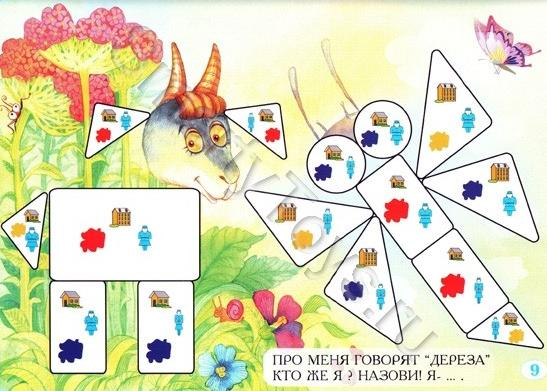 ПРО МЕНЯ ГОВОРЯТ “ДЕРЕЗА”
КТО ЖЕ Я ? НАЗОВИ! Я- ... .
9